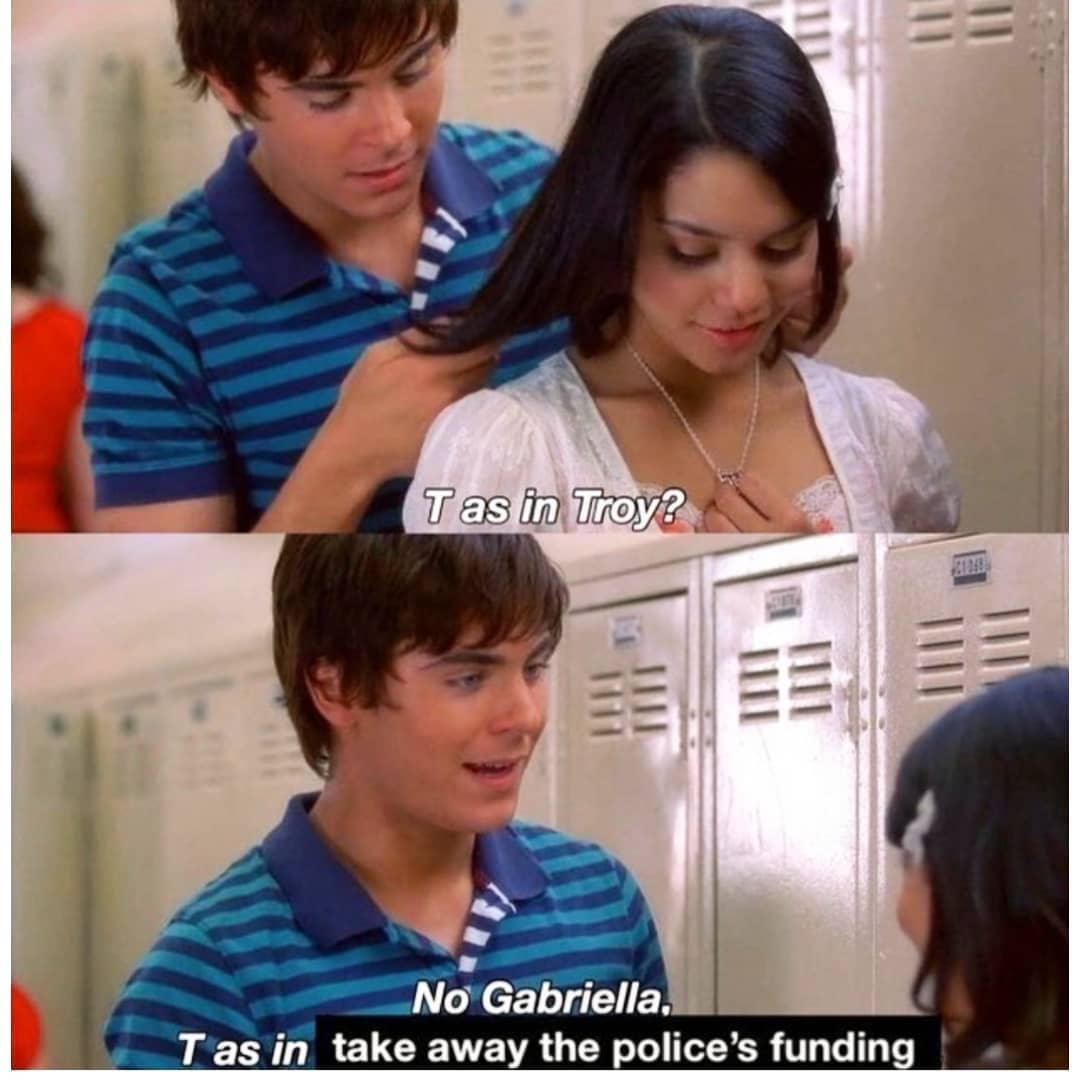 T as in Troy?
No Gabriella,
T as in take away the police's funding